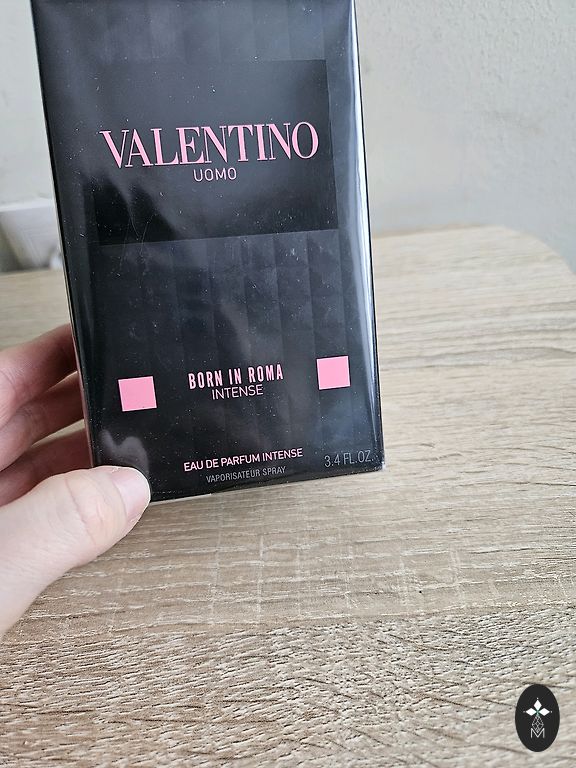 VALENTINO
UOMO
BORN IN ROMA
INTENSE
EAU DE PARFUM INTENSE
VAPORISATEUR SPRAY
3.4 FL.OZ.
M